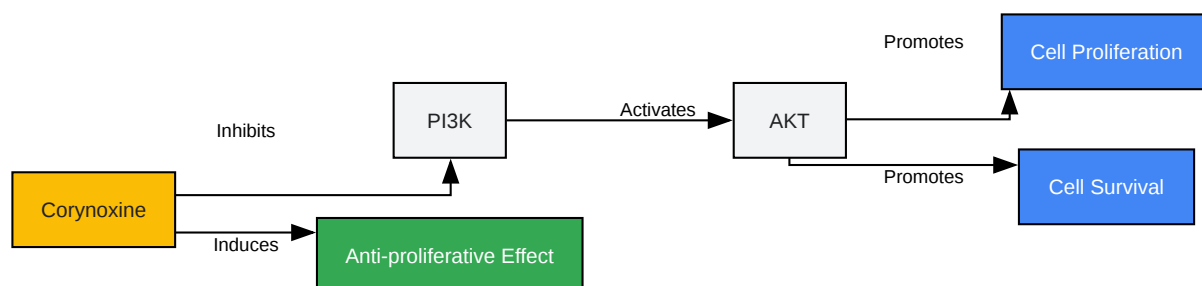 Promotes
Cell Proliferation
PI3K
Activates
AKT
Inhibits
Promotes
Cell Survival
Corynoxine
Induces
Anti-proliferative Effect